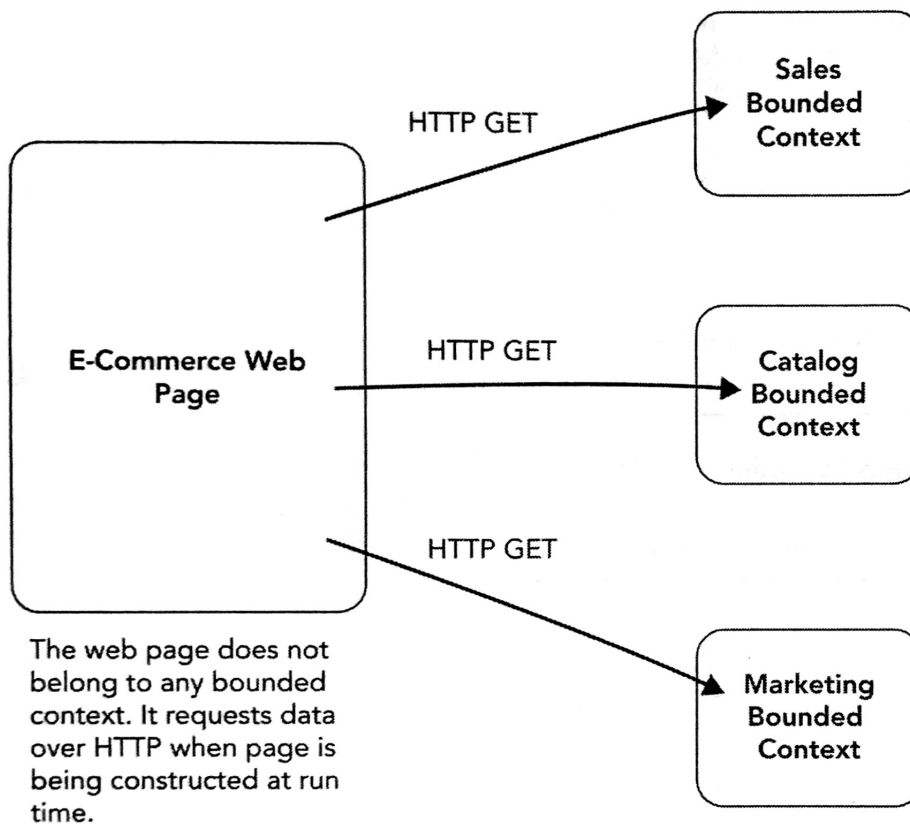 Sales
Bounded
Context
HTTP GET
E-Commerce Web
Page
HTTP GET
Catalog
Bounded
Context
HTTP GET
The web page does not
belong to any bounded
context. It requests data
over HTTP when page is
being constructed at run
time.
Marketing
Bounded
Context